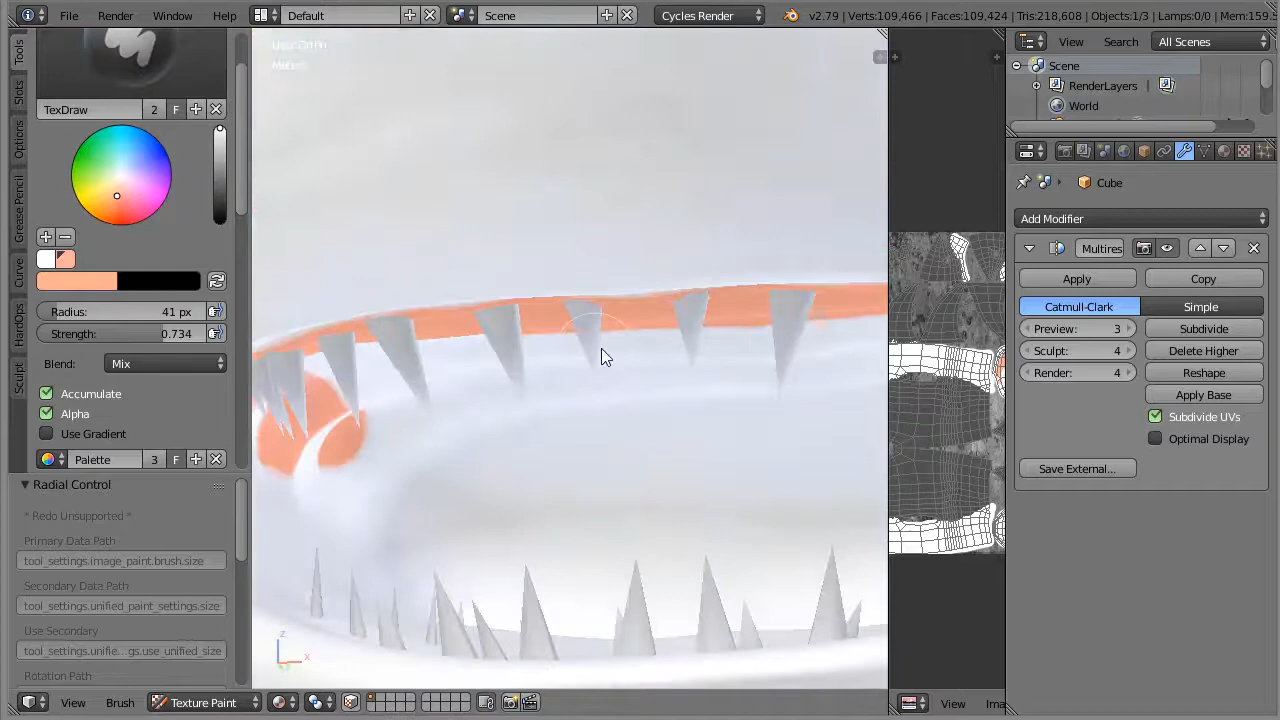 File Render Window Help Default Scene Cycles Render v2.79 | Verts:109,466 | Faces:109,424 | Tris:218,608 | Objects:1/3 | Lamps:0/0 | Mem:159.
View Search All Scenes
Scene
RenderLayers
World
Tools
Slots
Options
Grease Pencil
Curve
HardOps
Sculpt
TexDraw 2 F
Radius: 41 px
Strength: 0.734
Blend: Mix
Accumulate
Alpha
Use Gradient
Palette 3 F
Radial Control
* Redo Unsupported *
Primary Data Path
tool_settings.image_paint.brush.size
Secondary Data Path
tool_settings.unified_paint_settings.size
Use Secondary
tool_settings.unifie... gs.use_unified_size
Rotation Path
z
x
View Brush Texture Paint
View Ima
Cube
Add Modifier
Multires
Apply Copy
Catmull-Clark Simple
Preview: 3 Subdivide
Sculpt: 4 Delete Higher
Render: 4 Reshape
Apply Base
Subdivide UVs
Optimal Display
Save External...